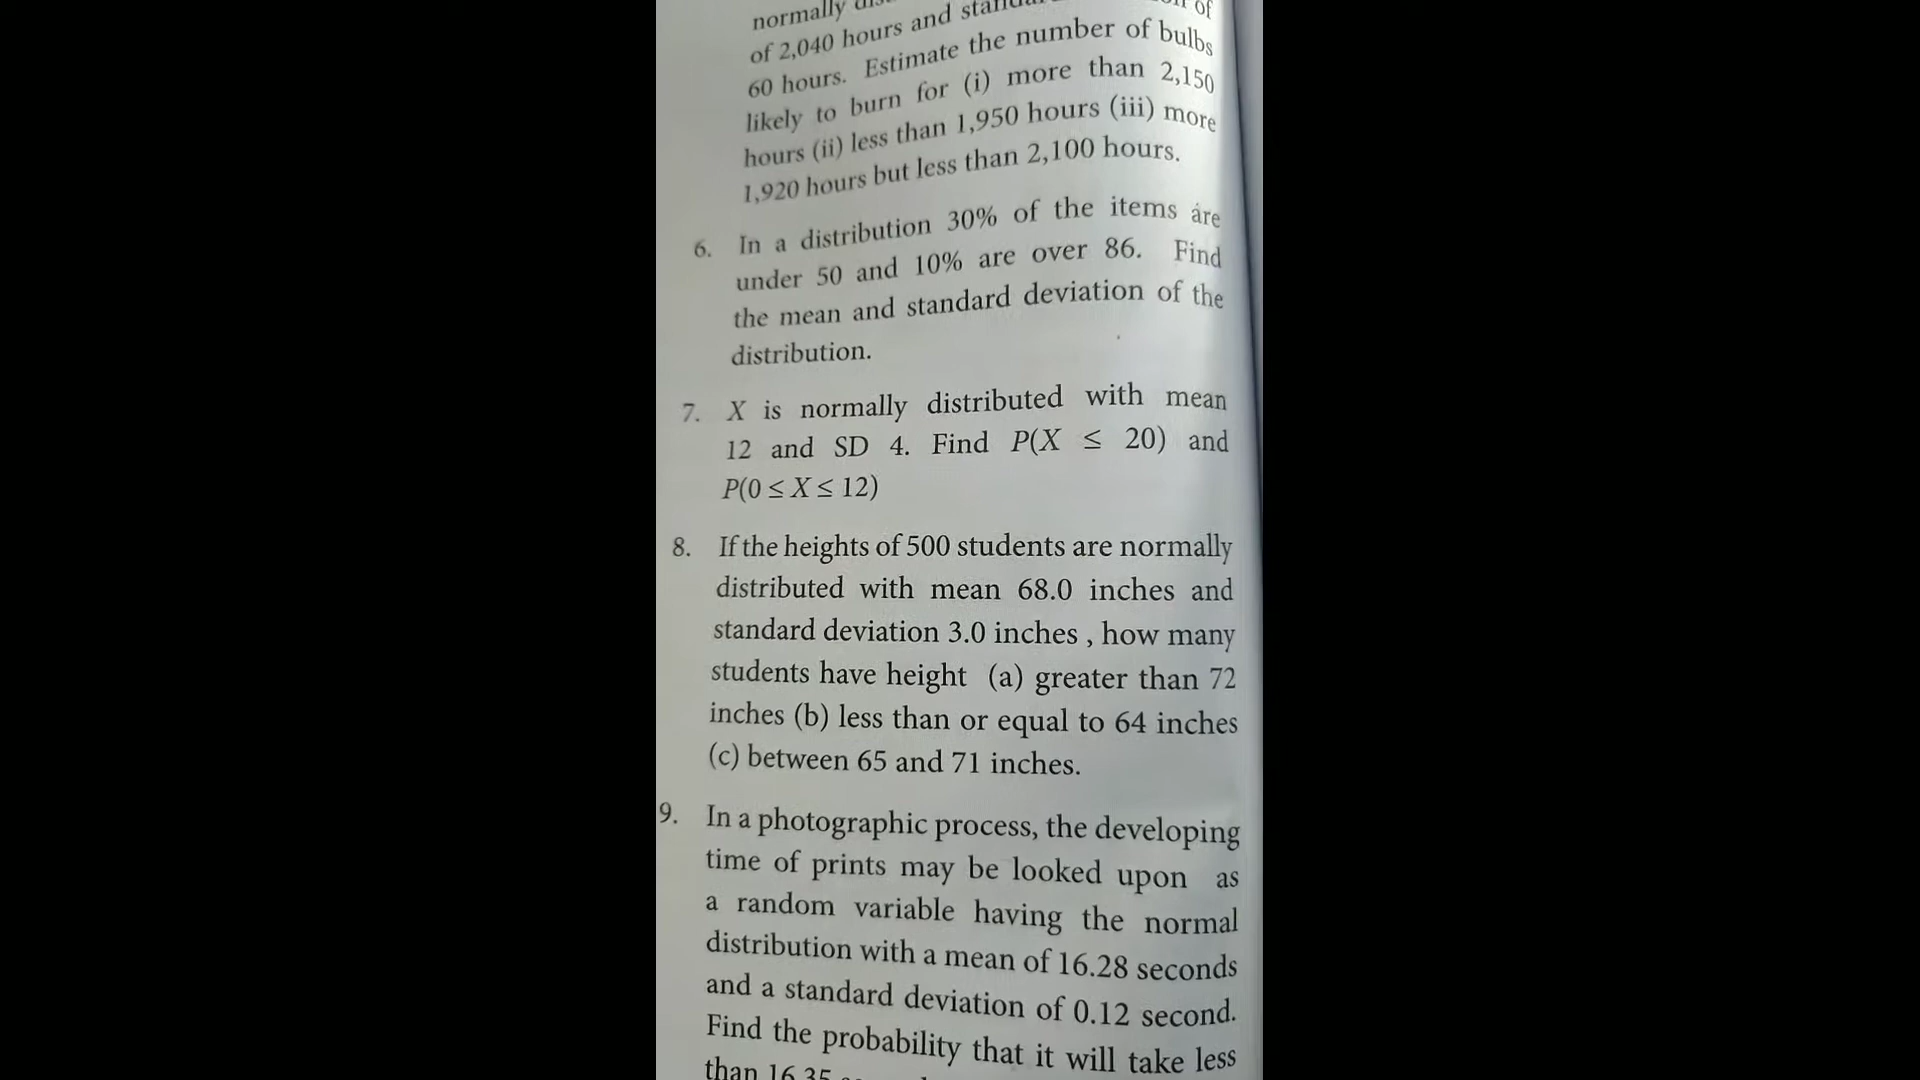 normally
of 2,040 hours and of
60 hours. Estimate the number of bulbs
likely to burn for (i) more than 2,150
hours (ii) less than 1,950 hours (iii) more
1,920 hours but less than 2,100 hours.
6. In a distribution 30% of the items are
under 50 and 10% are over 86. Find
the mean and standard deviation of the
distribution.
7. X is normally distributed with mean
12 and SD 4. Find P(X ≤ 20) and
P(0 ≤ X ≤ 12)
8. If the heights of 500 students are normally
distributed with mean 68.0 inches and
standard deviation 3.0 inches , how many
students have height (a) greater than 72
inches (b) less than or equal to 64 inches
(c) between 65 and 71 inches.
9. In a photographic process, the developing
time of prints may be looked upon as
a random variable having the normal
distribution with a mean of 16.28 seconds
and a standard deviation of 0.12 second.
Find the probability that it will take less
than 16.35